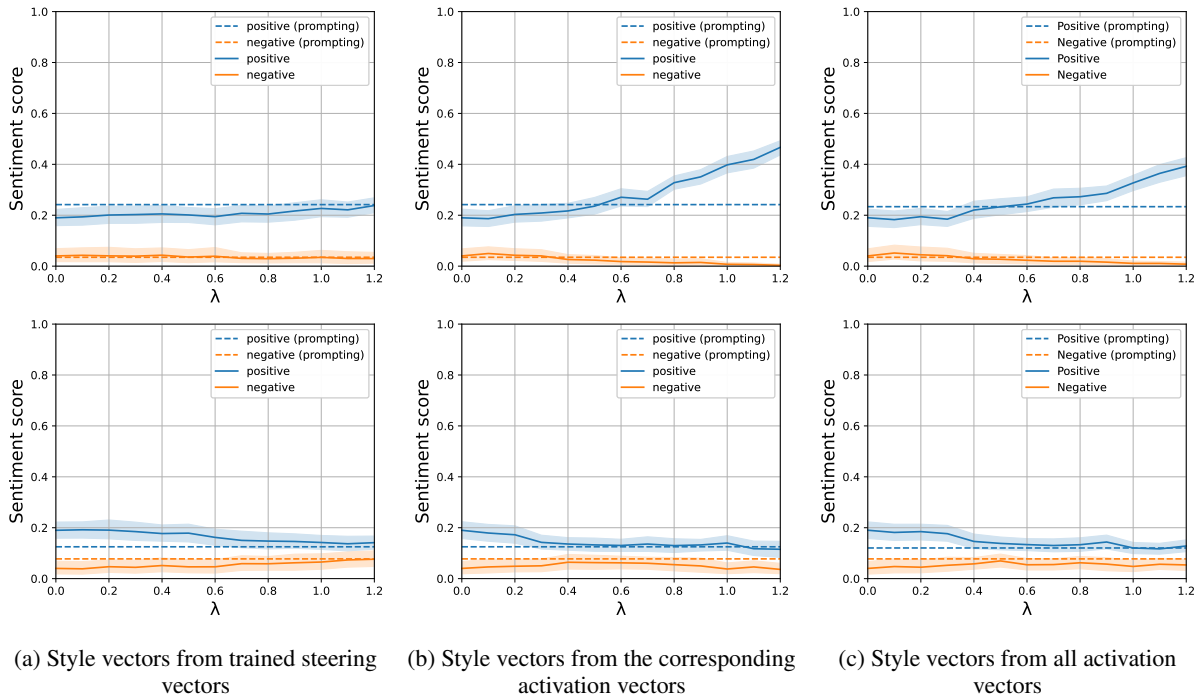 1.0
0.8
0.6
0.4
0.2
0.0
Sentiment score
0.0 0.2 0.4 0.6 0.8 1.0 1.2
λ
positive (prompting)
negative (prompting)
positive
negative
1.0
0.8
0.6
0.4
0.2
0.0
Sentiment score
0.0 0.2 0.4 0.6 0.8 1.0 1.2
λ
positive (prompting)
negative (prompting)
positive
negative
1.0
0.8
0.6
0.4
0.2
0.0
Sentiment score
0.0 0.2 0.4 0.6 0.8 1.0 1.2
λ
Positive (prompting)
Negative (prompting)
Positive
Negative
1.0
0.8
0.6
0.4
0.2
0.0
Sentiment score
0.0 0.2 0.4 0.6 0.8 1.0 1.2
λ
positive (prompting)
negative (prompting)
positive
negative
1.0
0.8
0.6
0.4
0.2
0.0
Sentiment score
0.0 0.2 0.4 0.6 0.8 1.0 1.2
λ
positive (prompting)
negative (prompting)
positive
negative
1.0
0.8
0.6
0.4
0.2
0.0
Sentiment score
0.0 0.2 0.4 0.6 0.8 1.0 1.2
λ
Positive (prompting)
Negative (prompting)
Positive
Negative
(a) Style vectors from trained steering
vectors
(b) Style vectors from the corresponding
activation vectors
(c) Style vectors from all activation
vectors